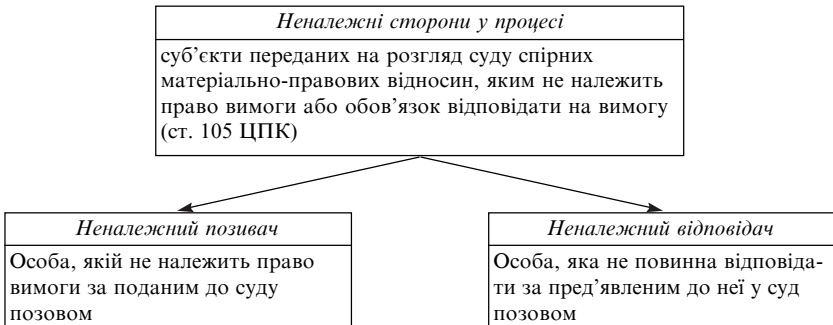 Неналежні сторони у процесі
суб’єкти переданих на розгляд суду спірних
матеріально-правових відносин, яким не належить
право вимоги або обов’язок відповідати на вимогу
(ст. 105 ЦПК)
Неналежний позивач
Особа, якій не належить право
вимоги за поданим до суду
позовом
Неналежний відповідач
Особа, яка не повинна відповіда-
ти за пред’явленим до неї у суд
позовом